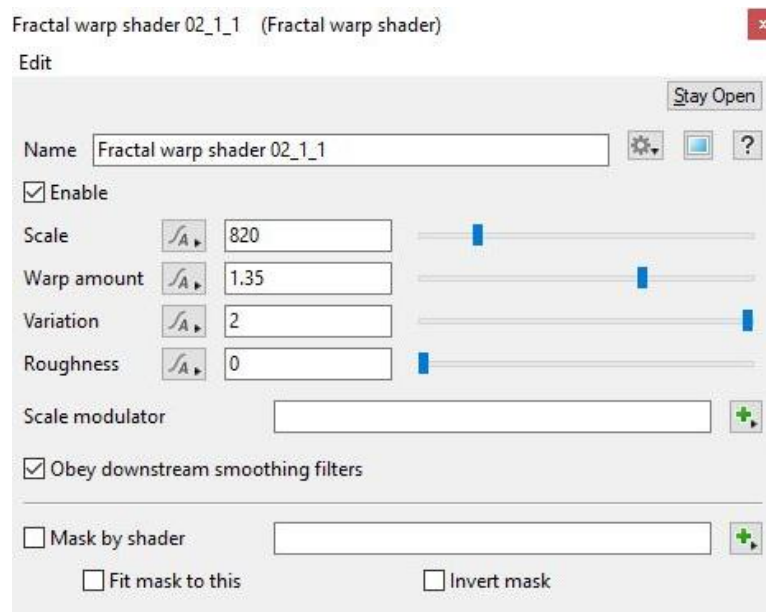 Fractal warp shader 02_1_1 (Fractal warp shader)
Edit
Stay Open
Name Fractal warp shader 02_1_1 ?
Enable
Scale 820
Warp amount 1.35
Variation 2
Roughness 0
Scale modulator
Obey downstream smoothing filters
Mask by shader
Fit mask to this Invert mask